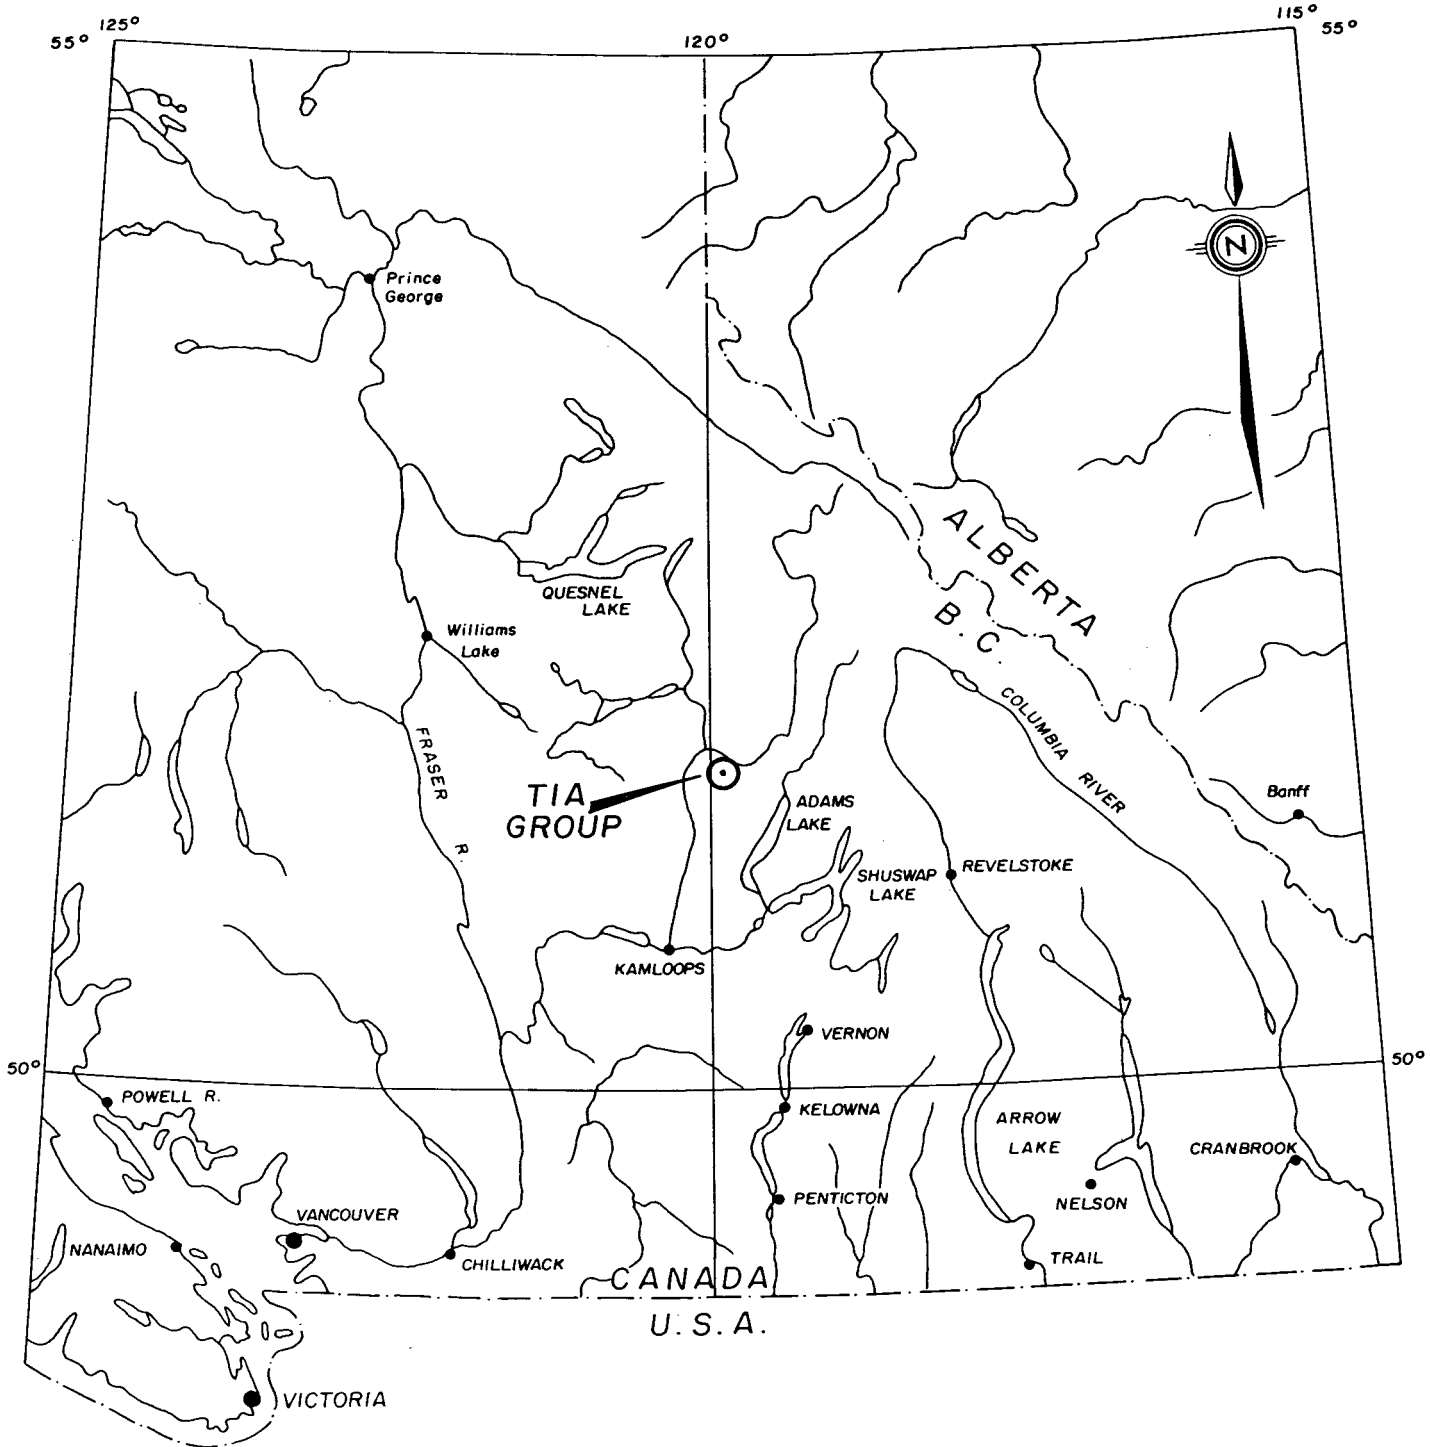 125°
115°
55°
120°
55°
N
Prince
George
ALBERTA
QUESNEL
LAKE
B.C.
Williams
Lake
COLUMBIA RIVER
FRASER R.
TIA
GROUP
ADAMS
LAKE
Banff
SHUSWAP
LAKE
REVELSTOKE
KAMLOOPS
VERNON
50°
50°
POWELL R.
KELOWNA
ARROW
LAKE
CRANBROOK
PENTICTON
NELSON
VANCOUVER
NANAIMO
CHILLIWACK
TRAIL
CANADA
U.S.A.
VICTORIA